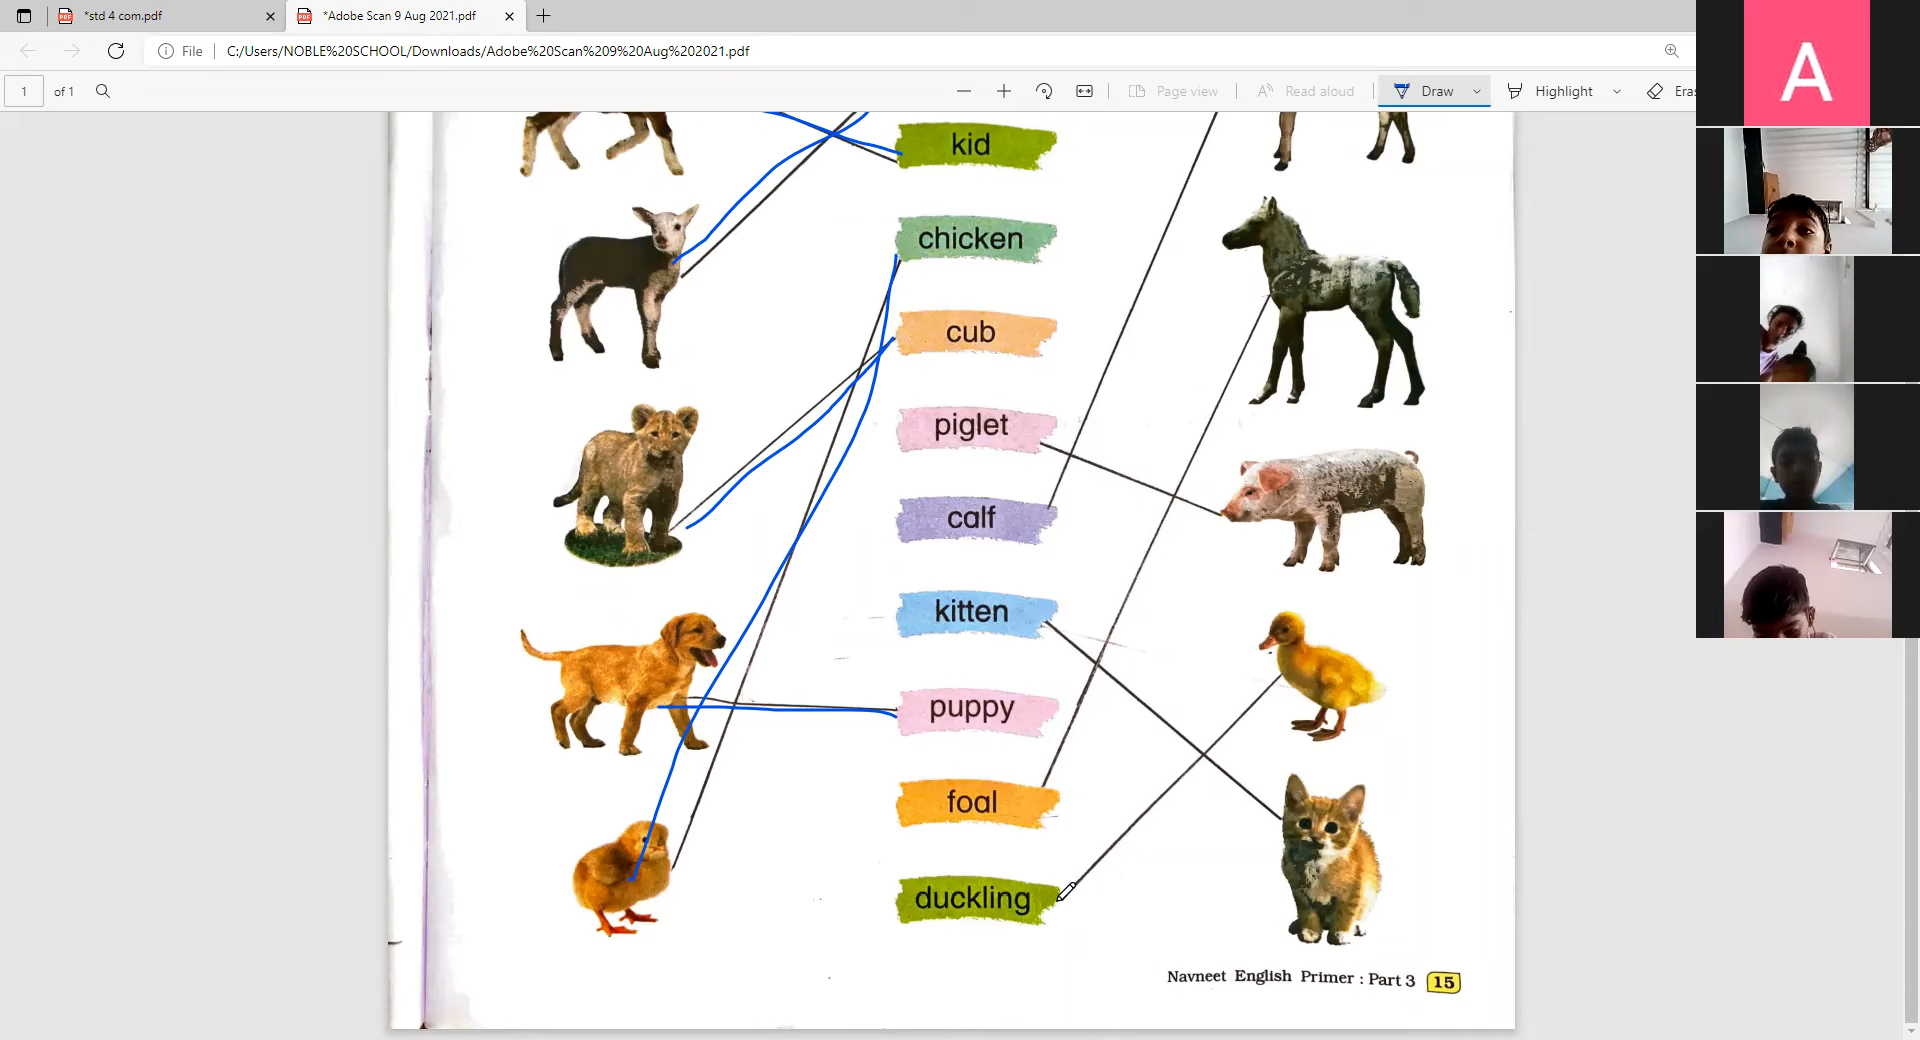 *std 4 com.pdf
*Adobe Scan 9 Aug 2021.pdf
File
C:/Users/NOBLE%20SCHOOL/Downloads/Adobe%20Scan%209%20Aug%202021.pdf
1 of 1
Page view
Read aloud
Draw
Highlight
Eras
A
kid
chicken
cub
piglet
calf
kitten
puppy
foal
duckling
Navneet English Primer : Part 3 15